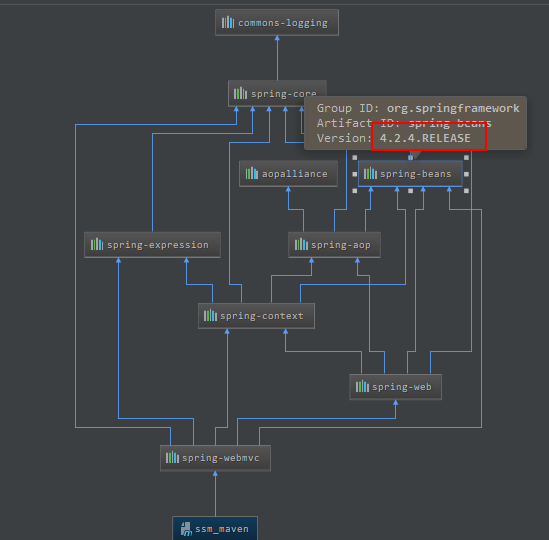 commons-logging
spring-core
Group ID: org.springframework
Artifact ID: spring-beans
Version: 4.2.4.RELEASE
aopalliance
spring-beans
spring-expression
spring-aop
spring-context
spring-web
spring-webmvc
ssm_maven